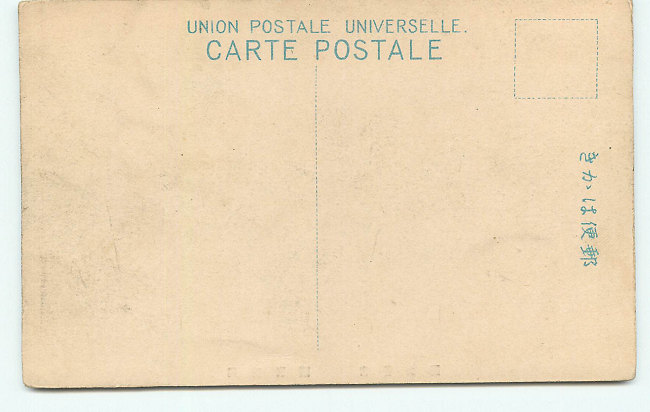 UNION POSTALE UNIVERSELLE.
CARTE POSTALE
きかは便郵